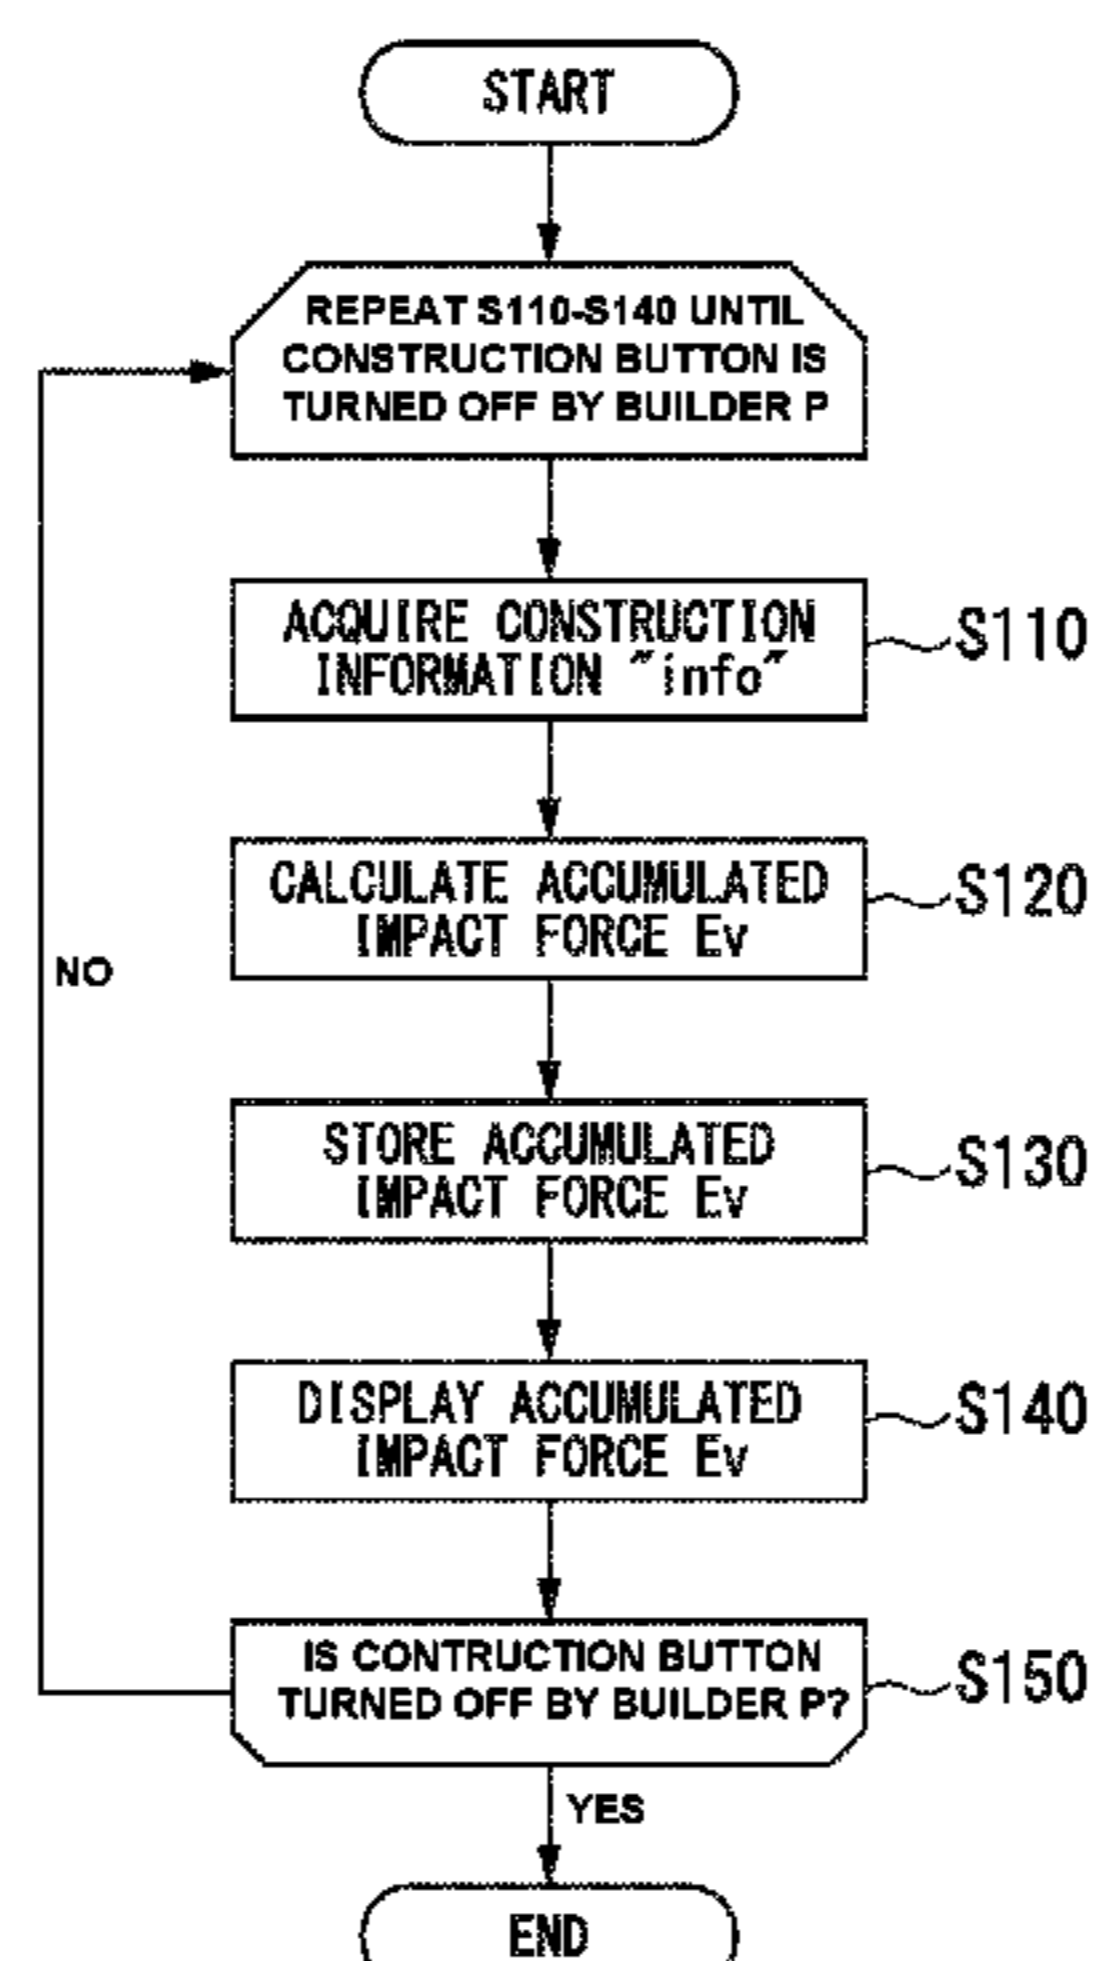 START
REPEAT S110-S140 UNTIL
CONSTRUCTION BUTTON IS
TURNED OFF BY BUILDER P
ACQUIRE CONSTRUCTION
INFORMATION "info"
S110
CALCULATE ACCUMULATED
IMPACT FORCE Ev
S120
NO
STORE ACCUMULATED
IMPACT FORCE Ev
S130
DISPLAY ACCUMULATED
IMPACT FORCE Ev
S140
IS CONTRUCTION BUTTON
TURNED OFF BY BUILDER P?
S150
YES
END